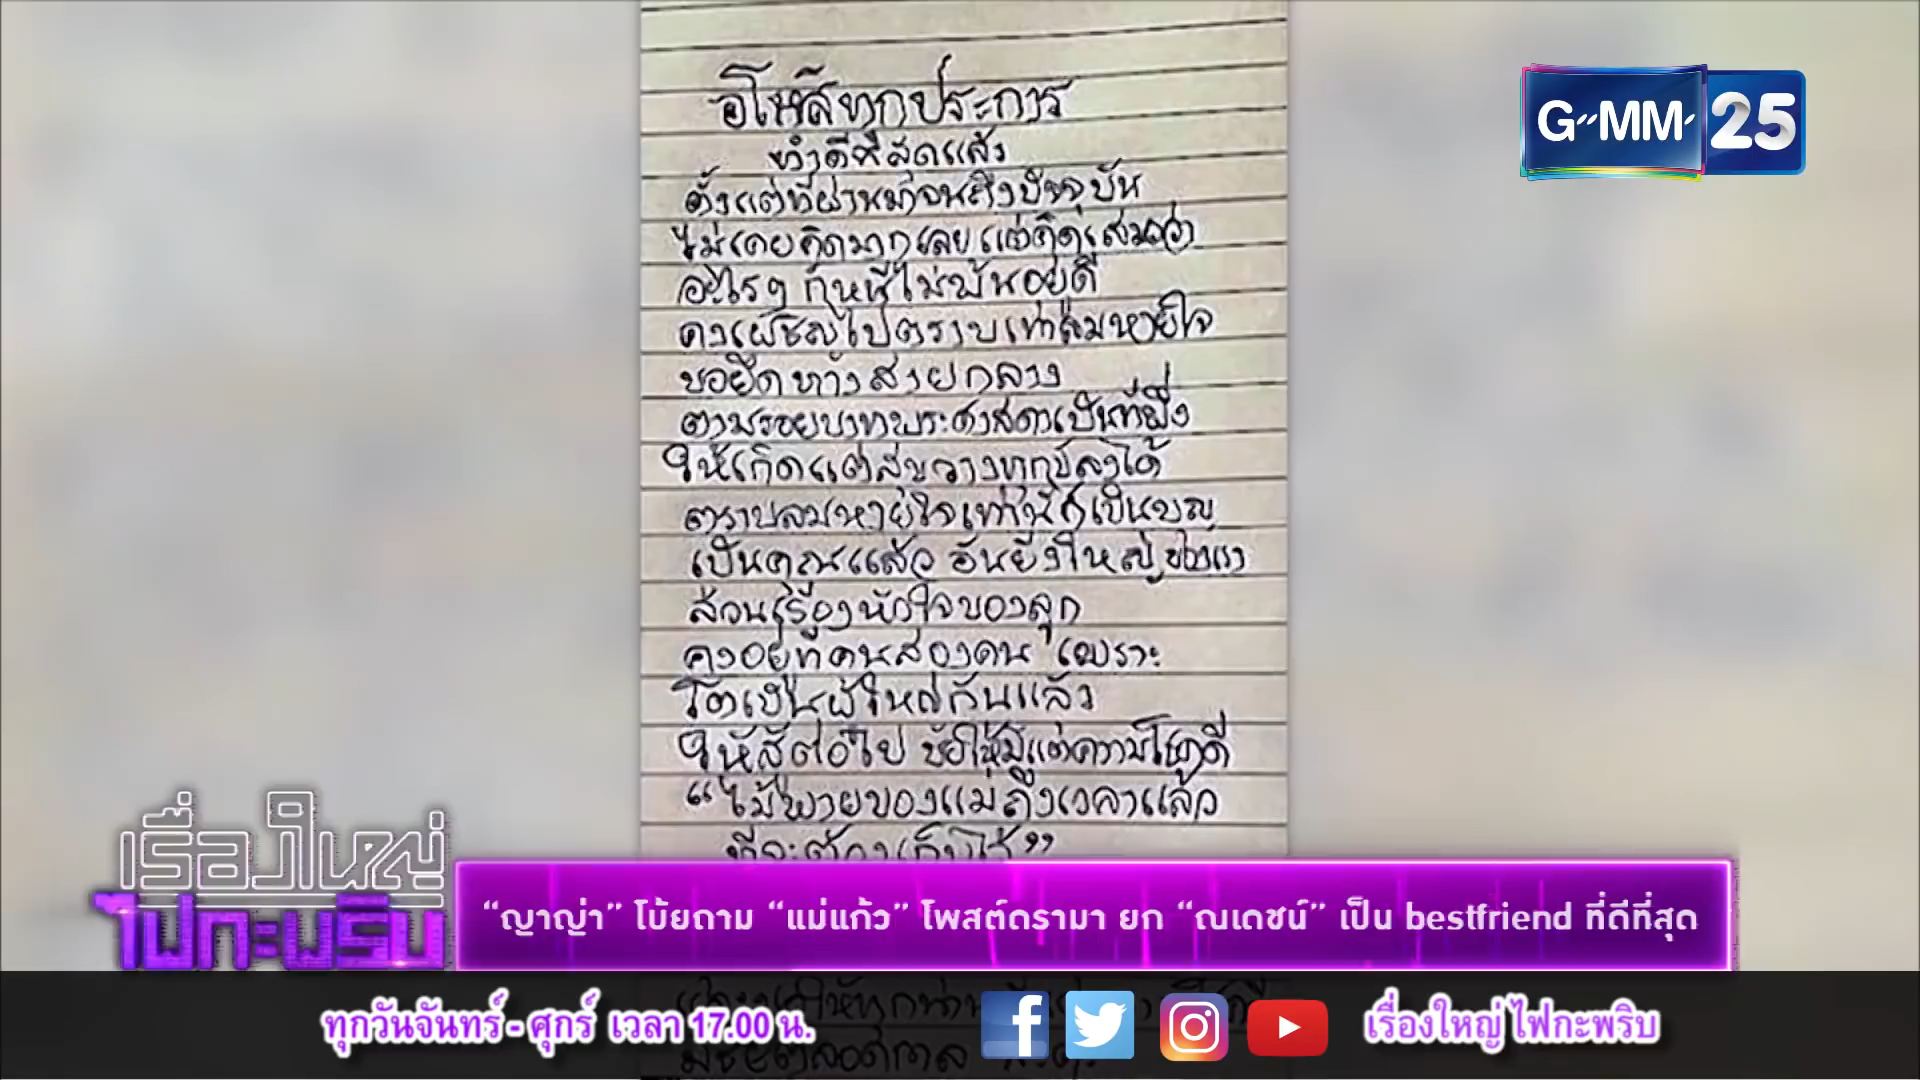 อโหสิทุกประการ
ทำดีที่สุดแล้ว
ตั้งแต่ที่ผ่านมาจนถึงปัจจุบัน
ไม่เคยคิดมากเลย แต่คิดเสมอว่า
อะไรๆ ก็หนีไม่พ้นอยู่ดี
คงเผชิญไปตราบเท่าลมหายใจ
ขอยึดทางสายกลาง
ตามรอยบาทพระศาสดาเป็นที่พึ่ง
ให้เกิดแต่สุขวางทุกข์ลงได้
ตราบลมหายใจเท่านี้ก็เป็นบุญ
เป็นคุณแล้ว อันยิ่งใหญ่ของเรา
ส่วนเรื่องหัวใจของลูก
คงอยู่ที่คนสองคน เพราะ
โตเป็นผู้ใหญ่กันแล้ว
ให้สู้ต่อไป ขอให้มีแต่ความโชคดี
“ไม้พายของแม่ถึงเวลาแล้ว
ที่จะต้องเก็บไว้”
G-MM 25
เรื่องใหญ่
ไฟกะพริบ
“ญาญ่า” โบ้ยถาม “แม่แก้ว” โพสต์ดรามา ยก “ณเดชน์” เป็น bestfriend ที่ดีที่สุด
ทุกวันจันทร์ - ศุกร์ เวลา 17.00 น.
เรื่องใหญ่ ไฟกะพริบ